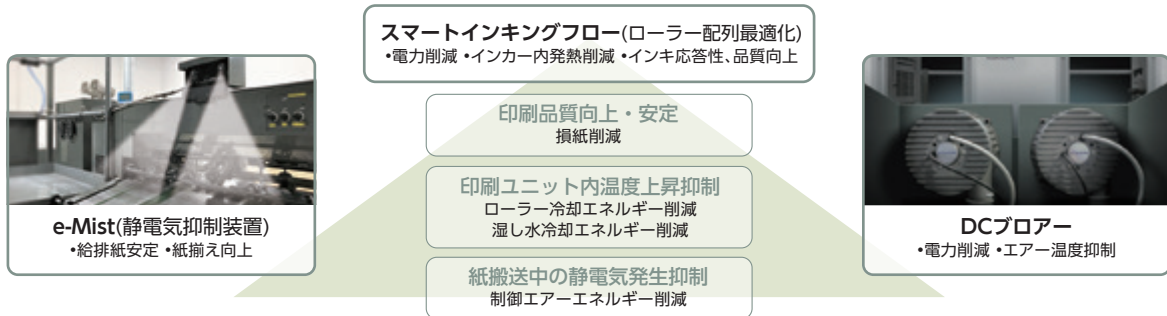 スマートインキングフロー(ローラー配列最適化)
•電力削減 •インカー内発熱削減 •インキ応答性、品質向上
印刷品質向上・安定
損紙削減
印刷ユニット内温度上昇抑制
ローラー冷却エネルギー削減
湿し水冷却エネルギー削減
紙搬送中の静電気発生抑制
制御エアーエネルギー削減
e-Mist(静電気抑制装置)
•給排紙安定 •紙揃え向上
DCブロアー
•電力削減 •エアー温度抑制